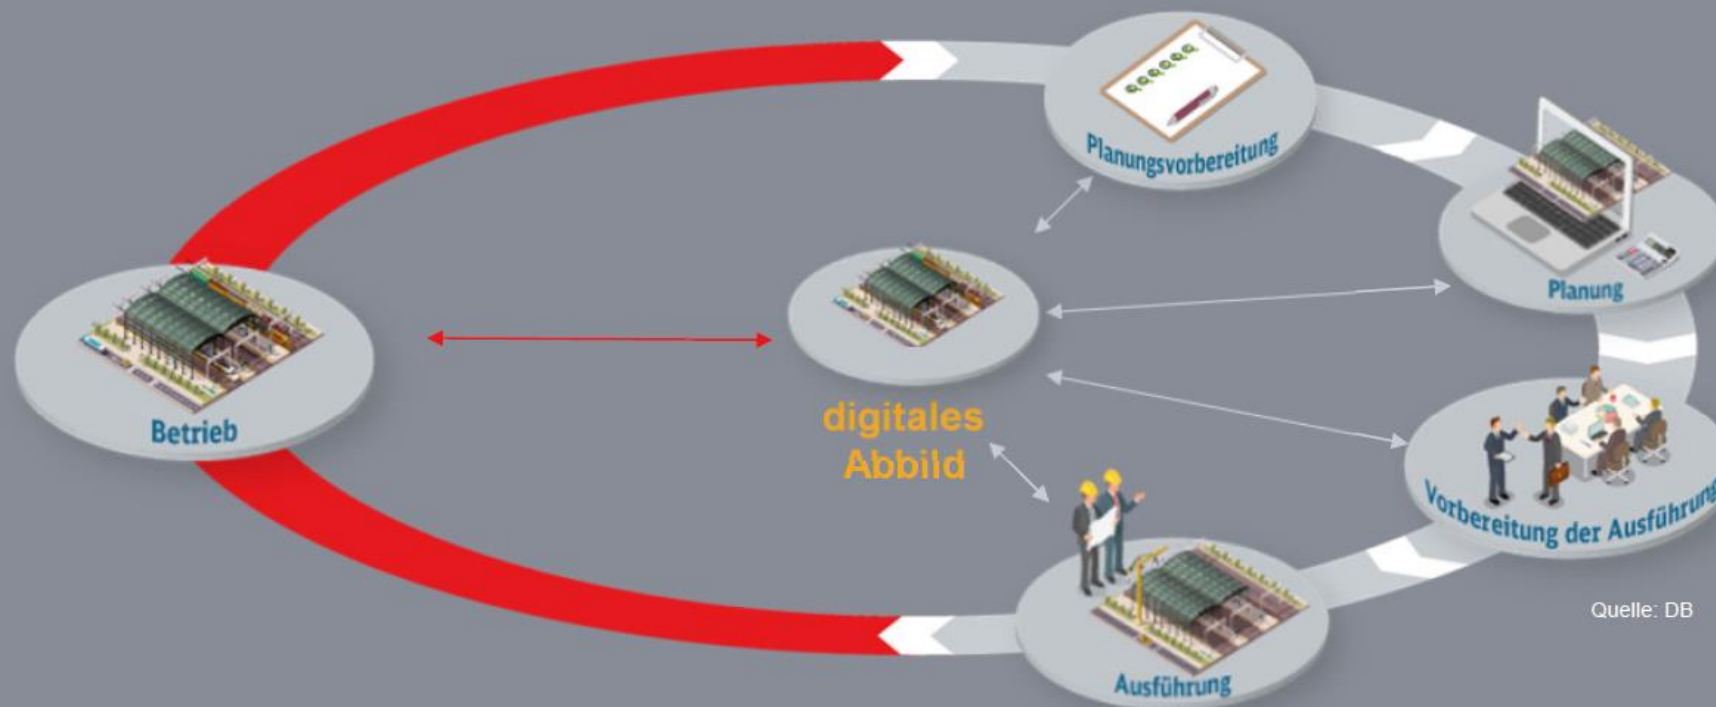 Planungsvorbereitung
Planung
Betrieb
digitales
Abbild
Vorbereitung der Ausführung
Ausführung
Quelle: DB